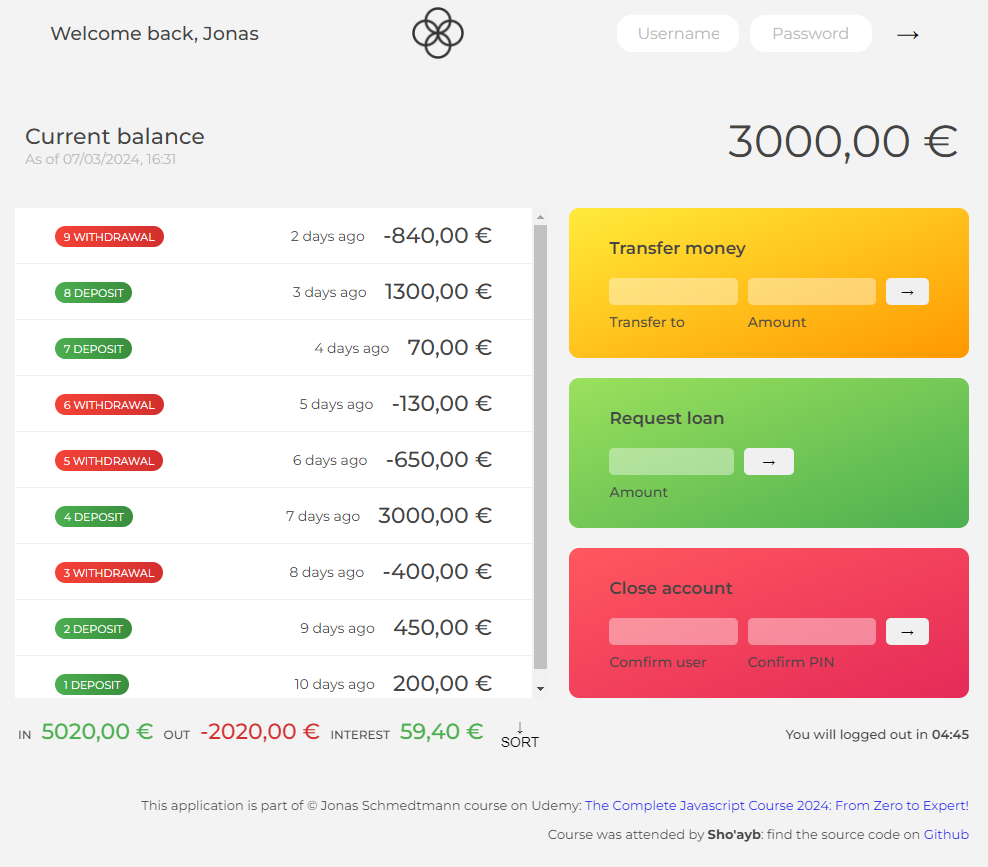 Welcome back, Jonas
Username
Password
→
Current balance
As of 07/03/2024, 16:31
3000,00 €
9 WITHDRAWAL 2 days ago -840,00 €
8 DEPOSIT 3 days ago 1300,00 €
7 DEPOSIT 4 days ago 70,00 €
6 WITHDRAWAL 5 days ago -130,00 €
5 WITHDRAWAL 6 days ago -650,00 €
4 DEPOSIT 7 days ago 3000,00 €
3 WITHDRAWAL 8 days ago -400,00 €
2 DEPOSIT 9 days ago 450,00 €
1 DEPOSIT 10 days ago 200,00 €
Transfer money
→
Transfer to Amount
Request loan
→
Amount
Close account
→
Comfirm user Confirm PIN
IN 5020,00 € OUT -2020,00 € INTEREST 59,40 €
↓
SORT
You will logged out in 04:45
This application is part of © Jonas Schmedtmann course on Udemy: The Complete Javascript Course 2024: From Zero to Expert!
Course was attended by Sho'ayb: find the source code on Github